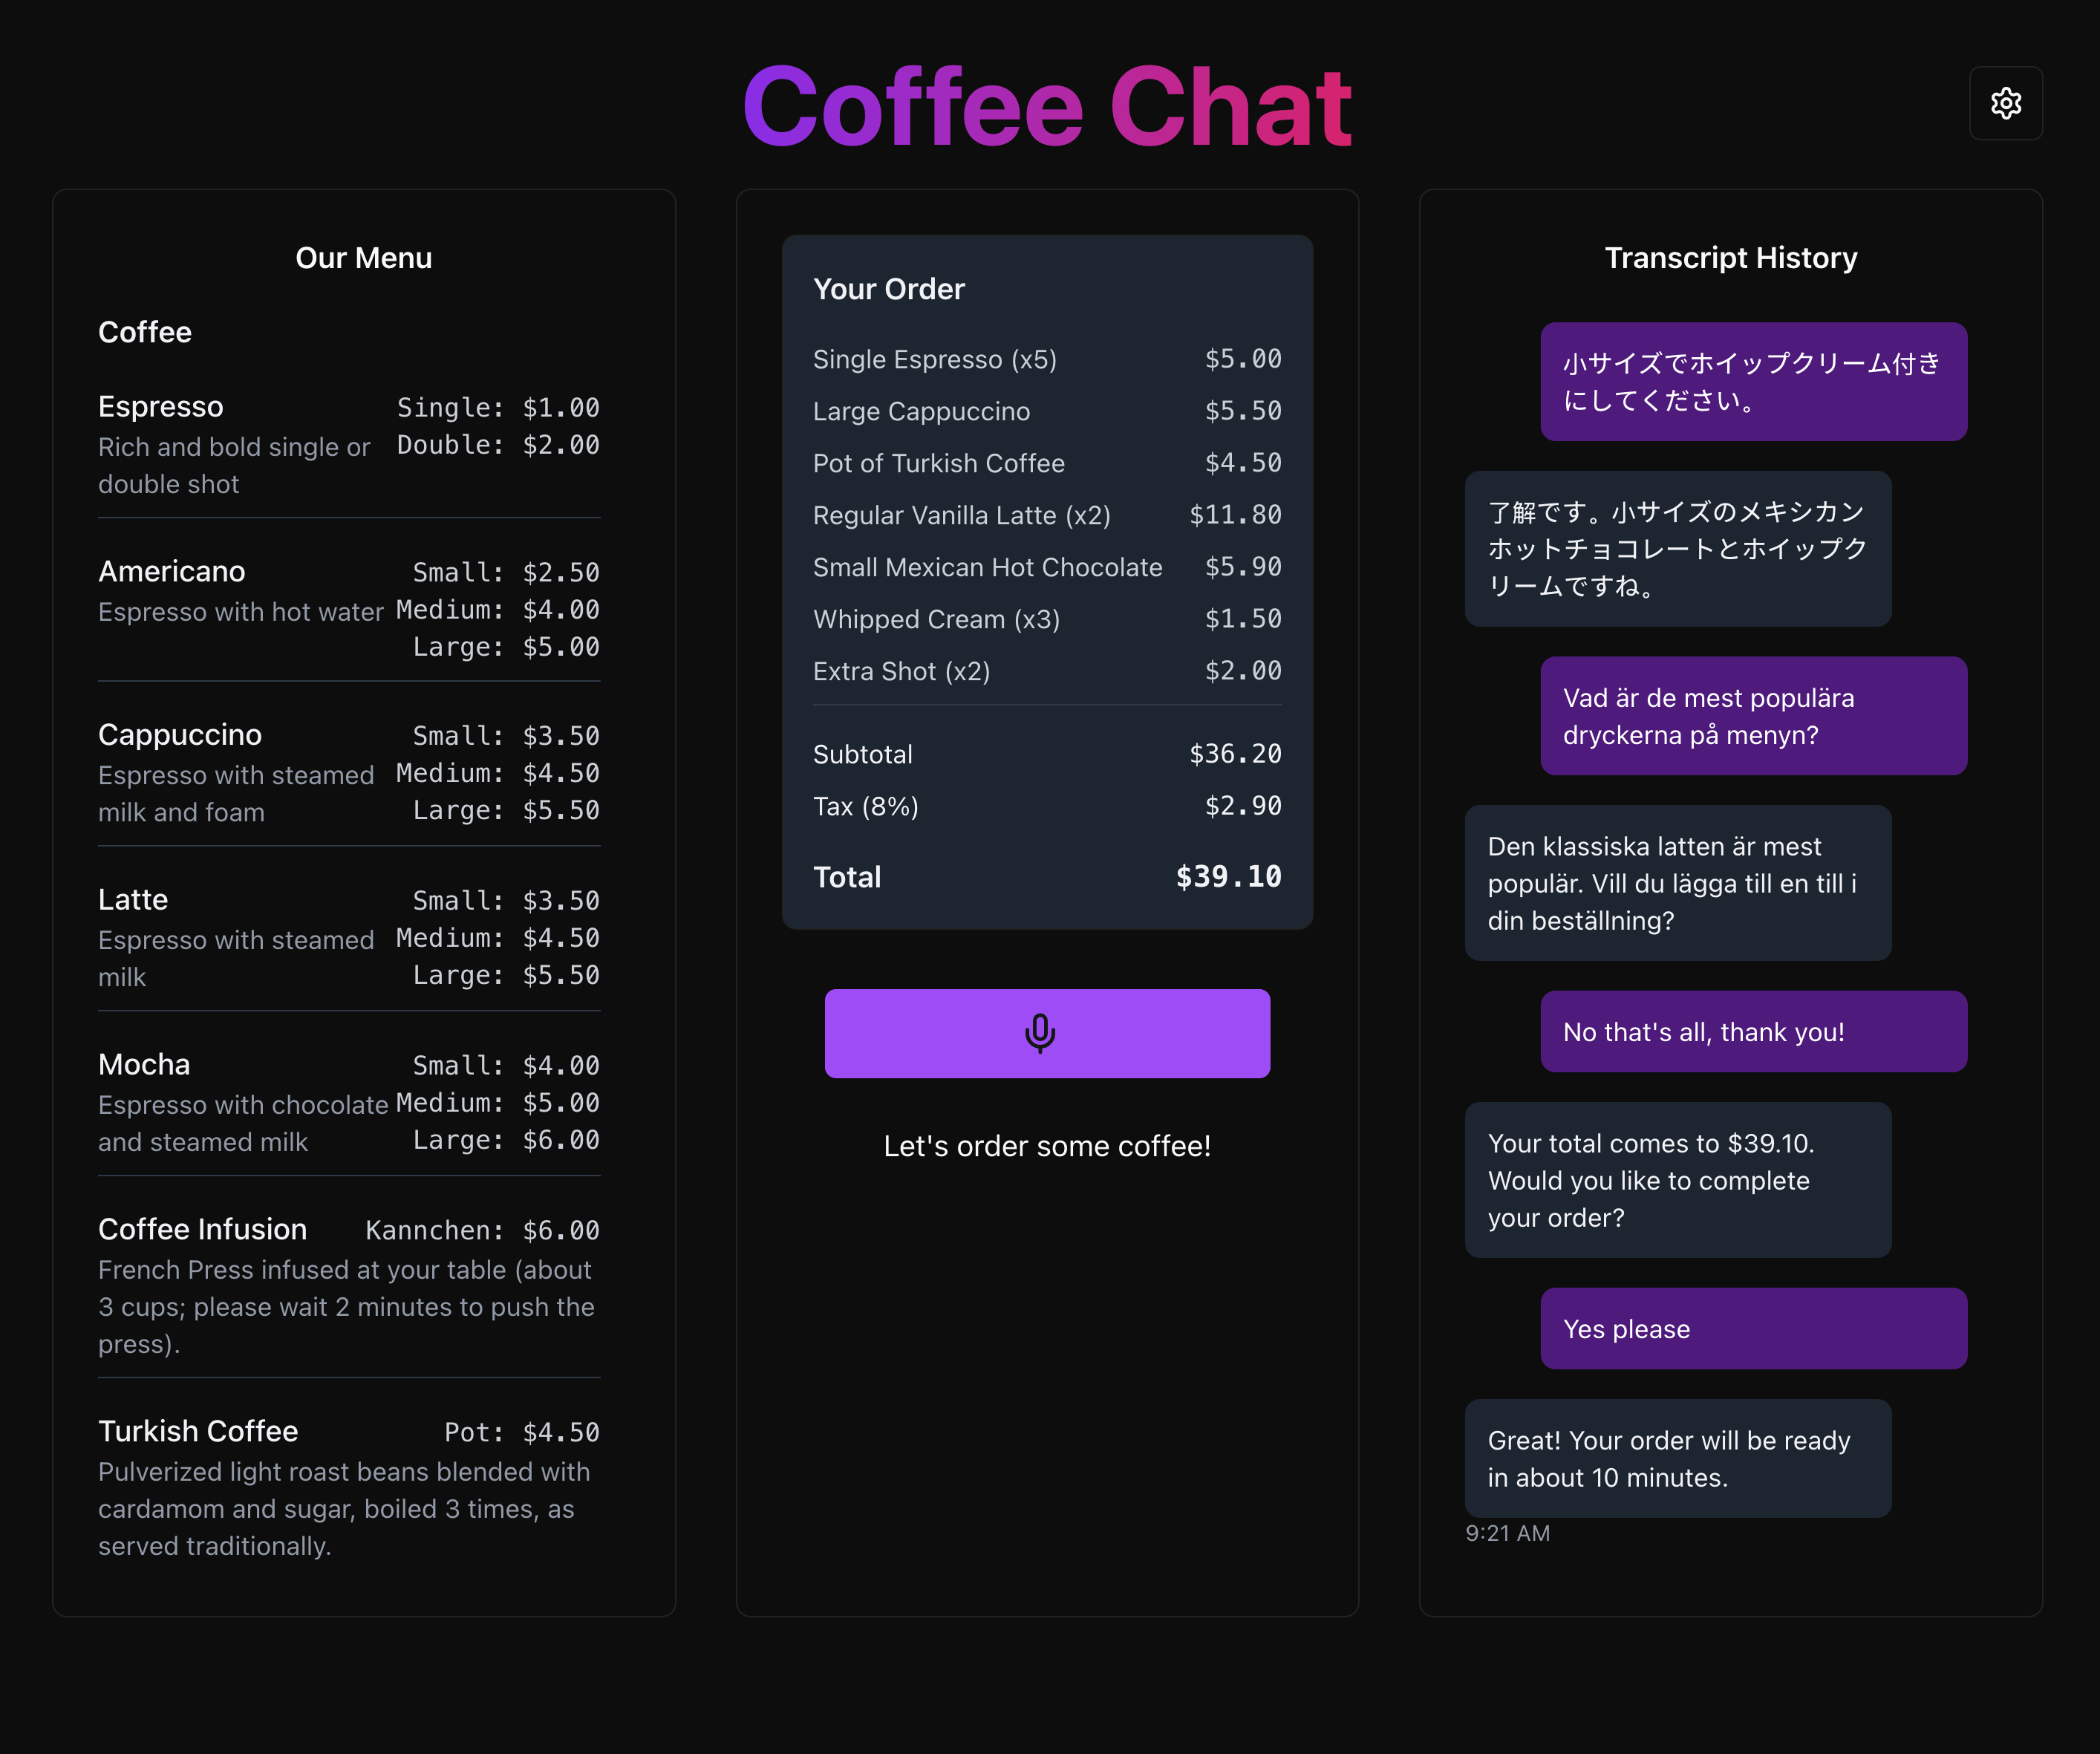 Coffee Chat
Our Menu
Coffee
Espresso
Rich and bold single or
double shot
Single: $1.00
Double: $2.00
Americano
Espresso with hot water
Small: $2.50
Medium: $4.00
Large: $5.00
Cappuccino
Espresso with steamed
milk and foam
Small: $3.50
Medium: $4.50
Large: $5.50
Latte
Espresso with steamed
milk
Small: $3.50
Medium: $4.50
Large: $5.50
Mocha
Espresso with chocolate
and steamed milk
Small: $4.00
Medium: $5.00
Large: $6.00
Coffee Infusion
Kannchen: $6.00
French Press infused at your table (about
3 cups; please wait 2 minutes to push the
press).
Turkish Coffee
Pot: $4.50
Pulverized light roast beans blended with
cardamom and sugar, boiled 3 times, as
served traditionally.
Your Order
Single Espresso (x5) $5.00
Large Cappuccino $5.50
Pot of Turkish Coffee $4.50
Regular Vanilla Latte (x2) $11.80
Small Mexican Hot Chocolate $5.90
Whipped Cream (x3) $1.50
Extra Shot (x2) $2.00
Subtotal $36.20
Tax (8%) $2.90
Total $39.10
Let's order some coffee!
Transcript History
小サイズでホイップクリーム付き
にしてください。
了解です。小サイズのメキシカン
ホットチョコレートとホイップク
リームですね。
Vad är de mest populära
dryckerna på menyn?
Den klassiska latten är mest
populär. Vill du lägga till en till i
din beställning?
No that's all, thank you!
Your total comes to $39.10.
Would you like to complete
your order?
Yes please
Great! Your order will be ready
in about 10 minutes.
9:21 AM